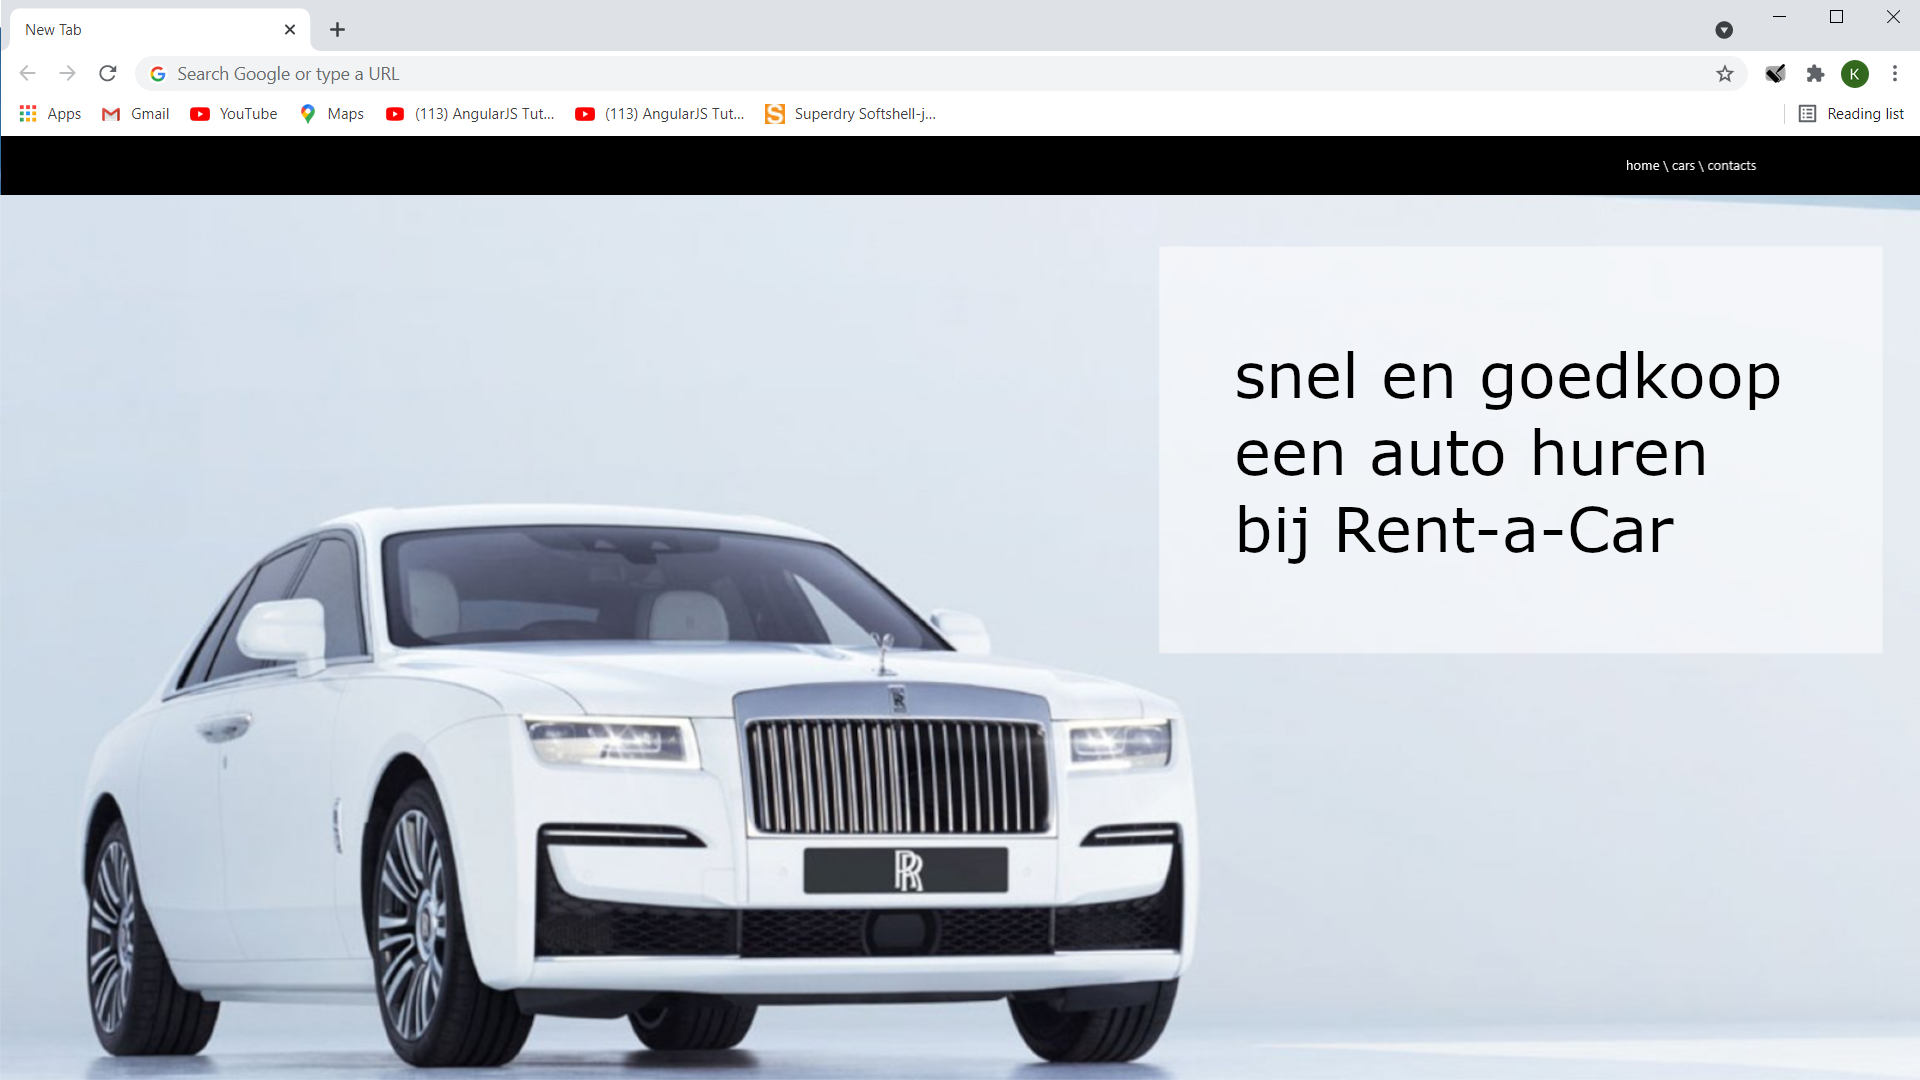 New Tab
Search Google or type a URL
K
Apps
Gmail
YouTube
Maps
(113) AngularJS Tut...
(113) AngularJS Tut...
Superdry Softshell-j...
Reading list
home \ cars \ contacts
snel en goedkoop
een auto huren
bij Rent-a-Car
RR